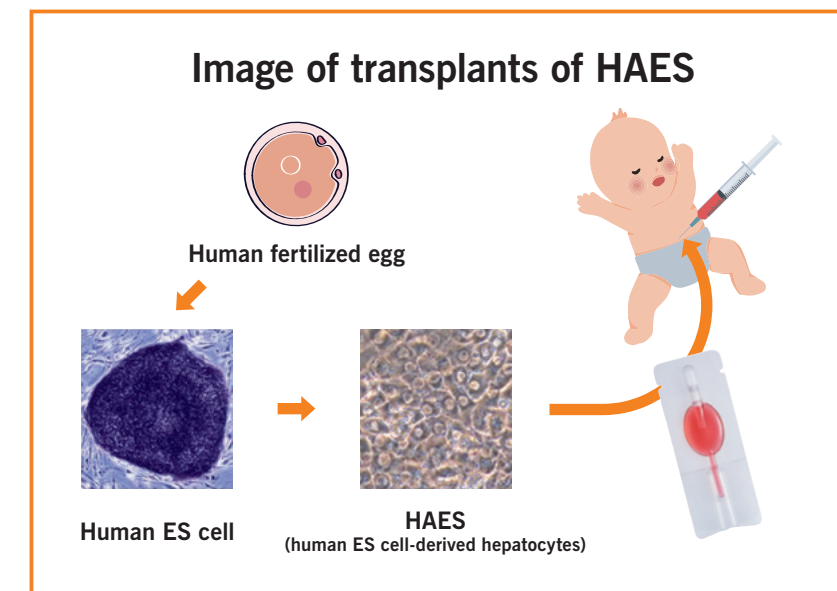 Image of transplants of HAES
Human fertilized egg
Human ES cell
HAES
(human ES cell-derived hepatocytes)